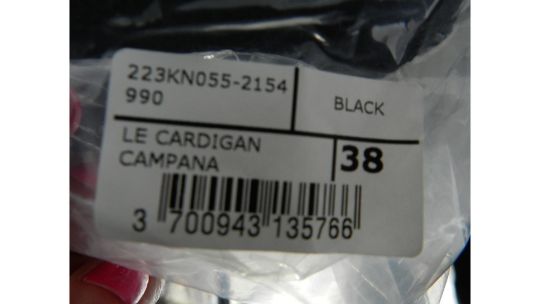 223KN055-2154
990
BLACK
LE CARDIGAN
CAMPANA
38
3 700943 135766